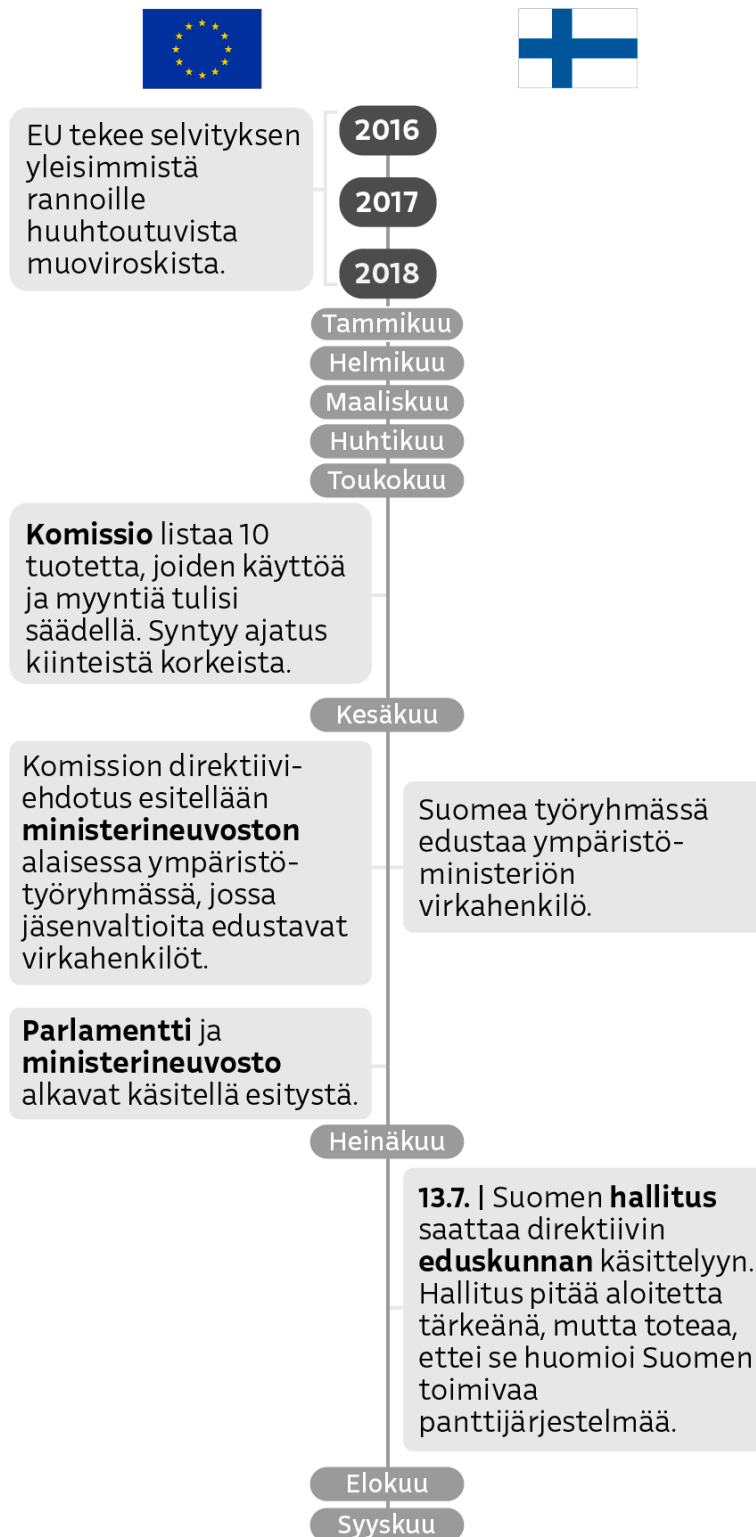 2016
EU tekee selvityksen
yleisimmistä
rannoille
huuhtoutuvista
muoviroskista.
2017
2018
Tammikuu
Helmikuu
Maaliskuu
Huhtikuu
Toukokuu
Komissio listaa 10
tuotetta, joiden käyttöä
ja myyntiä tulisi
säädellä. Syntyy ajatus
kiinteistä korkeista.
Kesäkuu
Komission direktiivi-
ehdotus esitellään
ministerineuvoston
alaisessa ympäristö-
työryhmässä, jossa
jäsenvaltioita edustavat
virkahenkilöt.
Suomea työryhmässä
edustaa ympäristö-
ministeriön
virkahenkilö.
Parlamentti ja
ministerineuvosto
alkavat käsitellä esitystä.
Heinäkuu
13.7. | Suomen hallitus
saattaa direktiivin
eduskunnan käsittelyyn.
Hallitus pitää aloitetta
tärkeänä, mutta toteaa,
ettei se huomioi Suomen
toimivaa
panttijärjestelmää.
Elokuu
Syyskuu